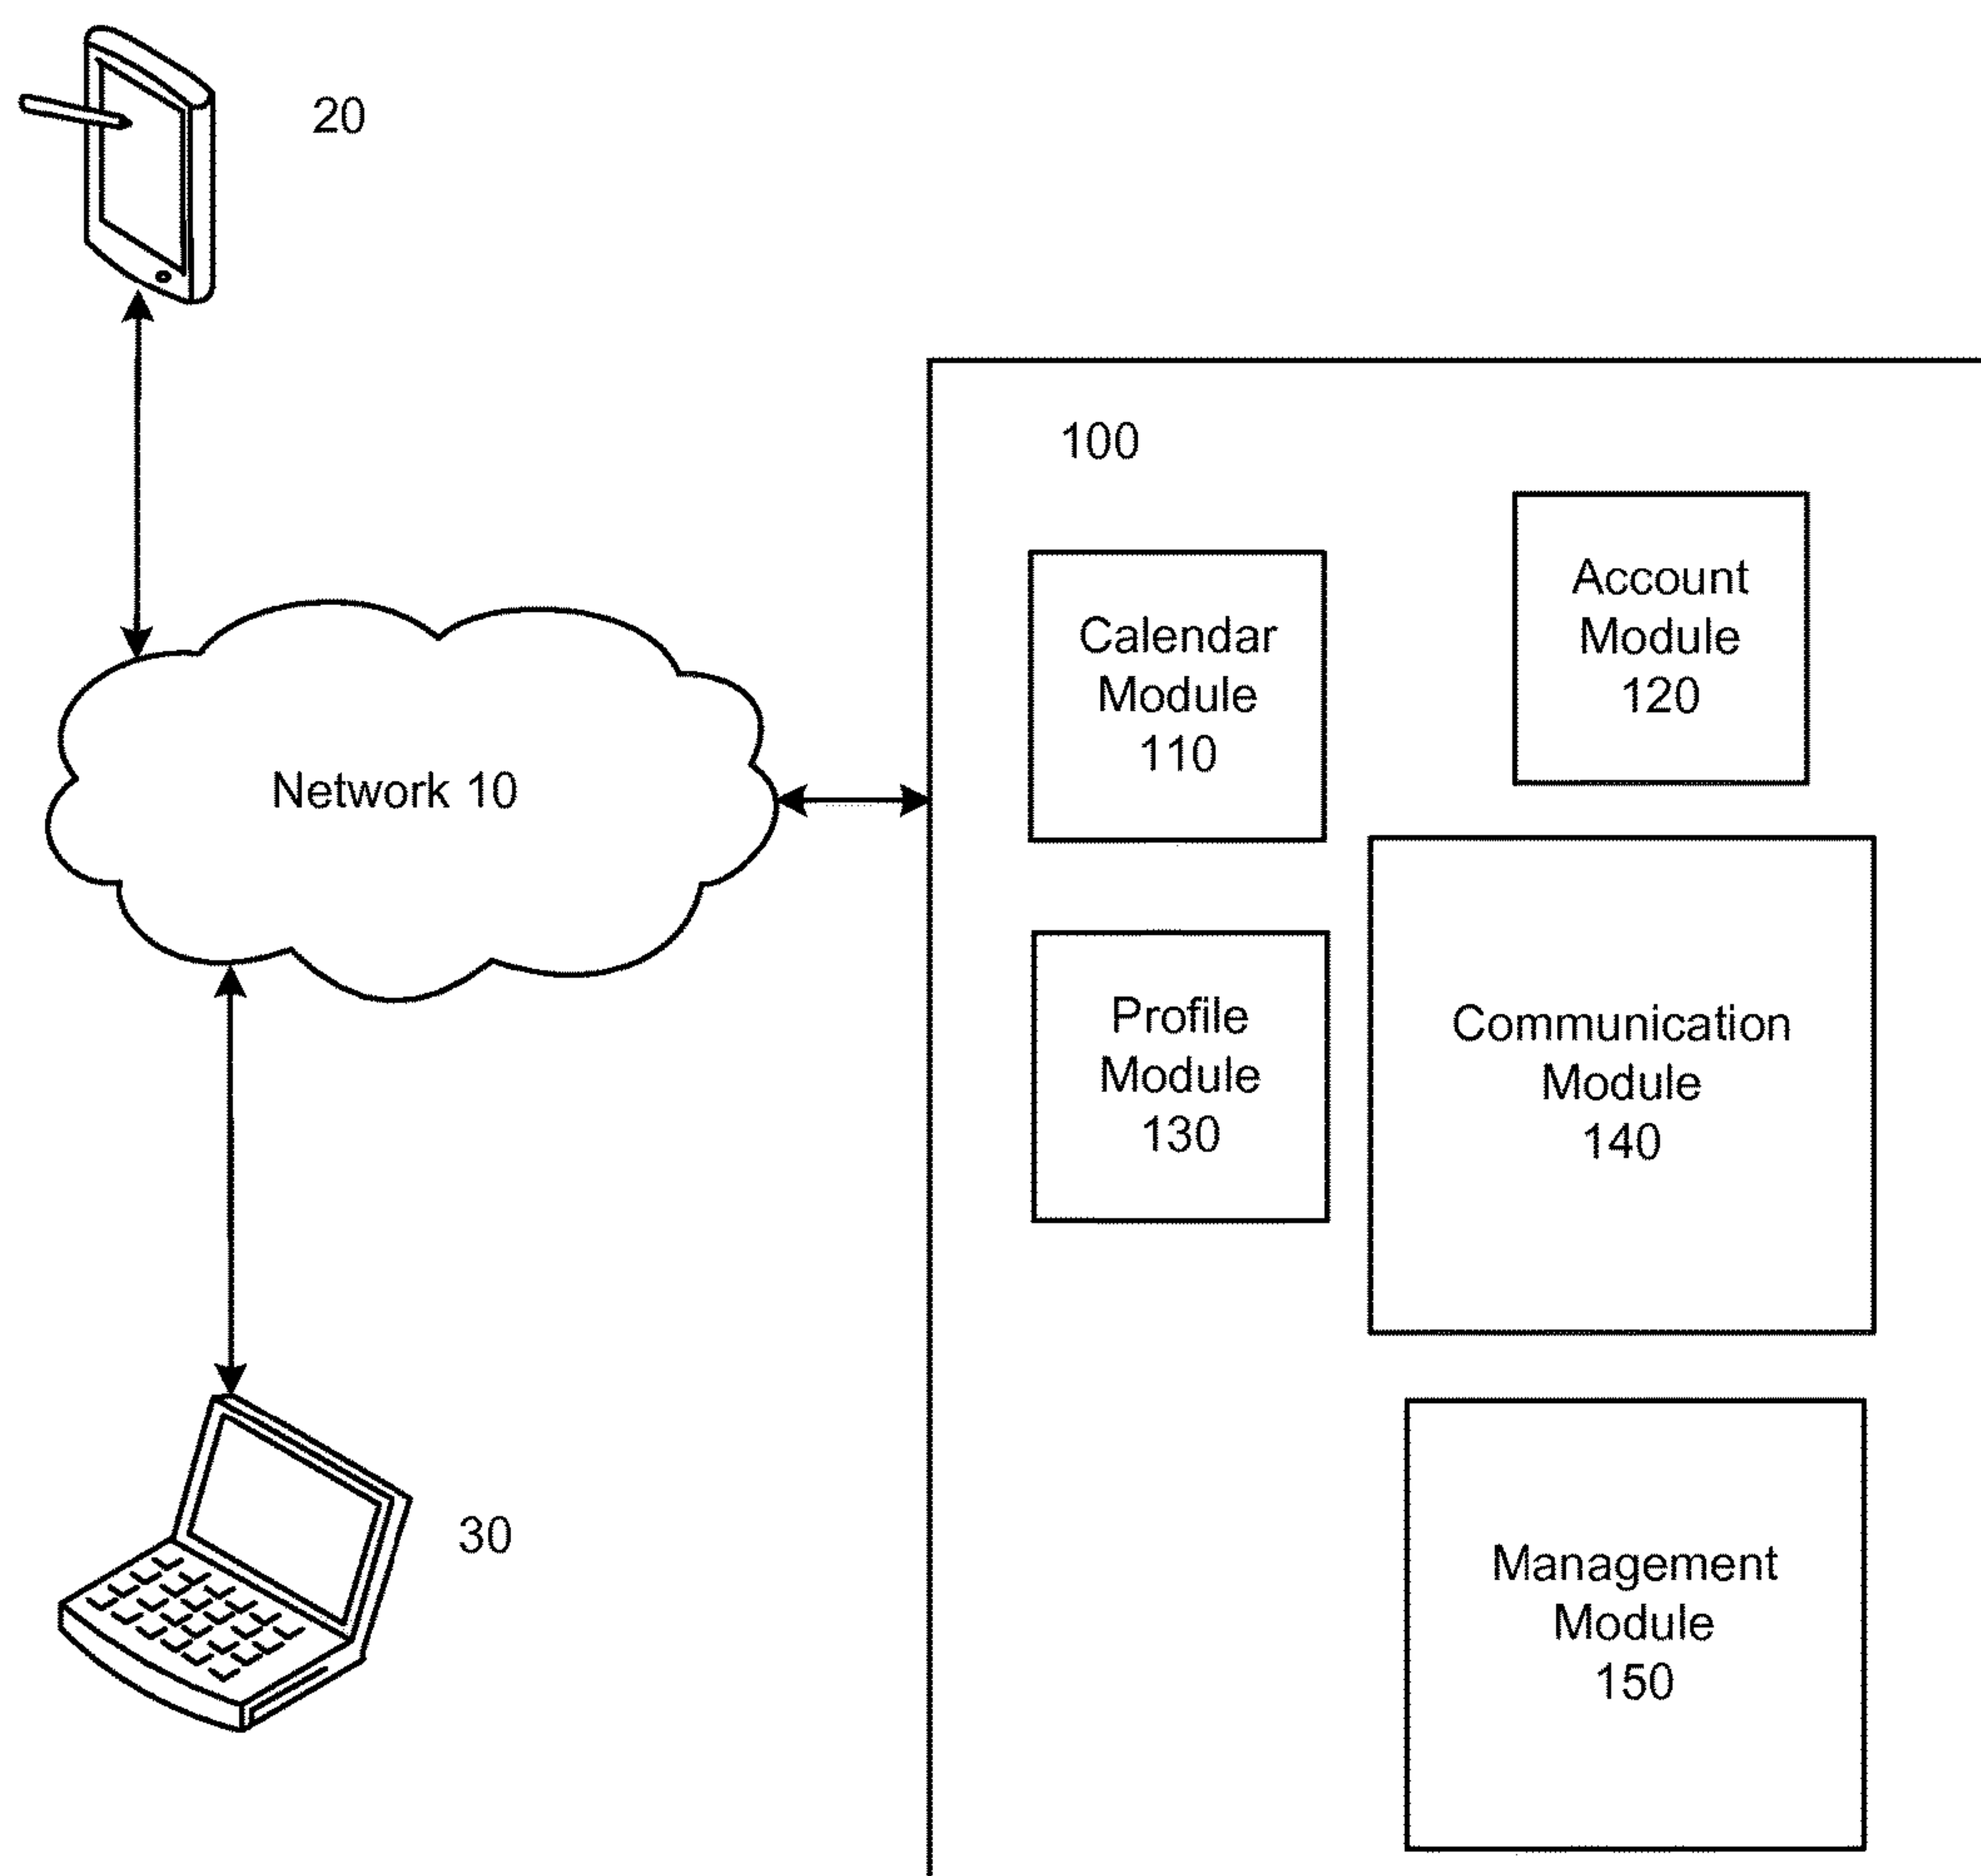 20
100
Calendar
Module
110
Account
Module
120
Network 10
Profile
Module
130
Communication
Module
140
30
Management
Module
150